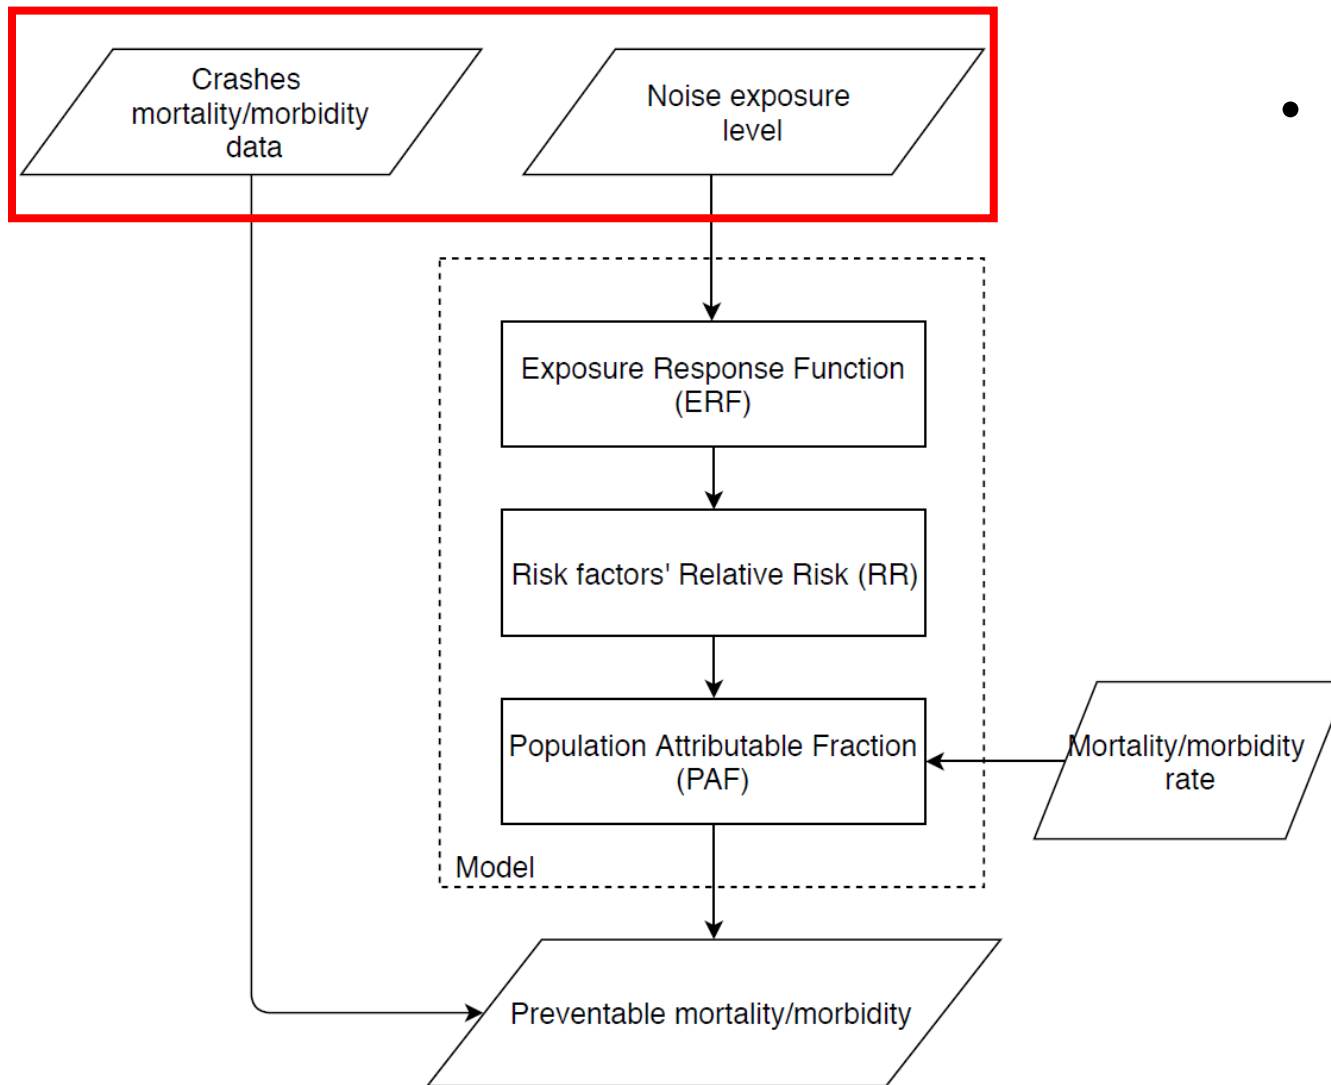 Crashes
mortality/morbidity
data
Noise exposure
level
•
Exposure Response Function
(ERF)
Risk factors' Relative Risk (RR)
Population Attributable Fraction
(PAF)
Mortality/morbidity
rate
Model
Preventable mortality/morbidity